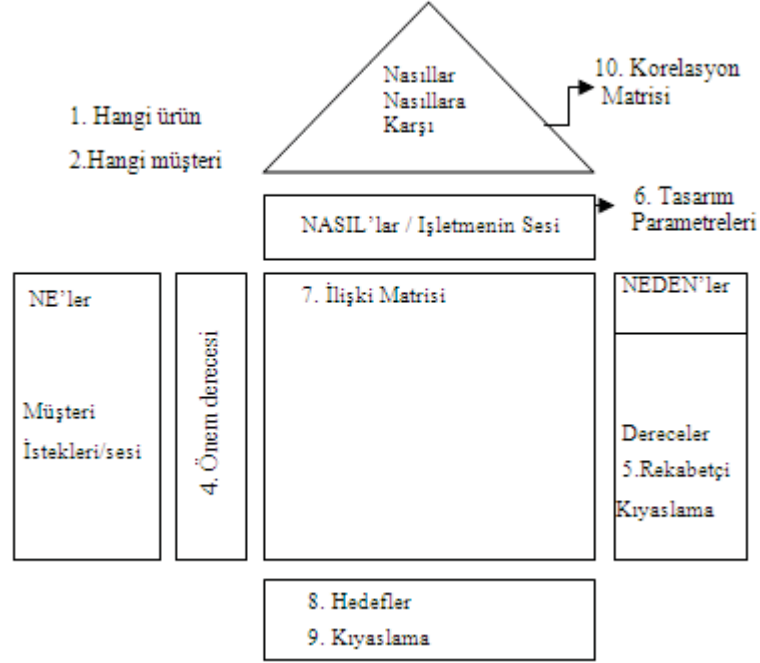 Nasıllar
Nasıllara
Karşı
10. Korelasyon
Matrisi
1. Hangi ürün
2.Hangi müşteri
NASIL’lar / Işletmenin Sesi
6. Tasarım
Parametreleri
NE’ler
Müşteri
İstekleri/sesi
4. Önem derecesi
7. İlişki Matrisi
NEDEN’ler
Dereceler
5.Rekabetçi
Kıyaslama
8. Hedefler
9. Kıyaslama